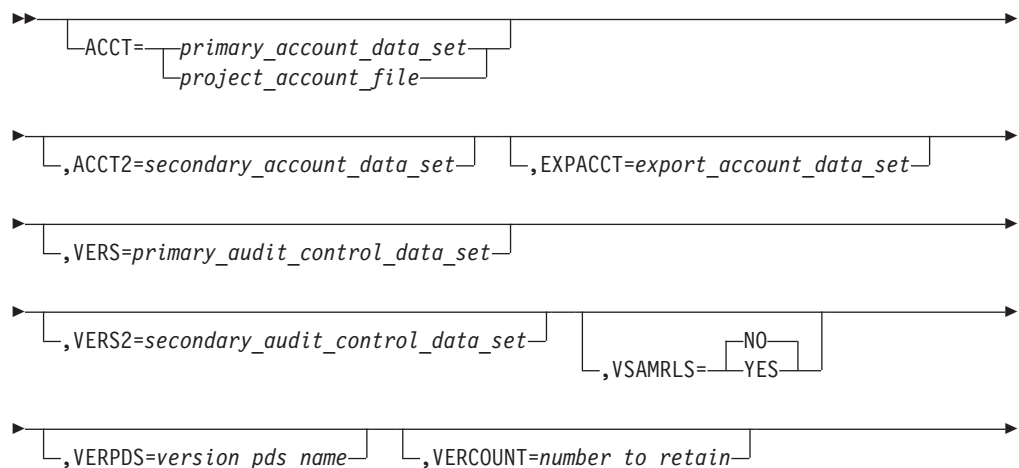 ACCT=primary_account_data_set
project_account_file
,ACCT2=secondary_account_data_set ,EXPACCT=export_account_data_set
,VERS=primary_audit_control_data_set
,VERS2=secondary_audit_control_data_set ,VSAMRLS= NO
YES
,VERPDS=version pds name ,VERCOUNT=number to retain